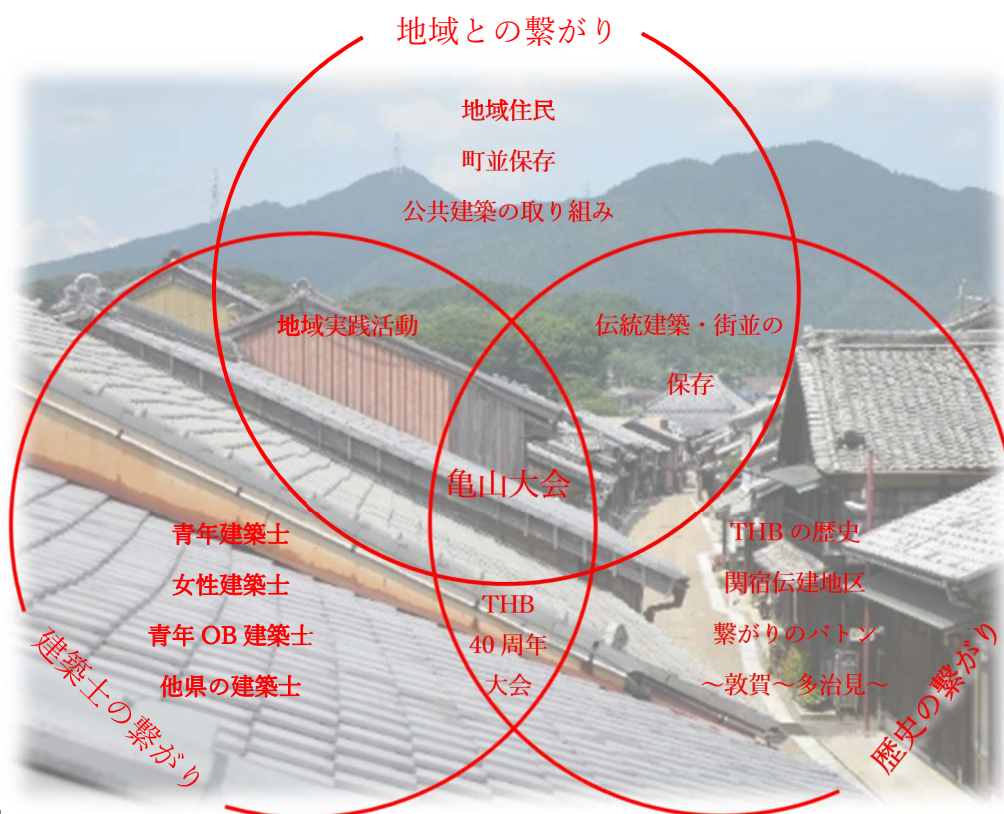 地域との繋がり
地域住民
町並保存
公共建築の取り組み
地域実践活動
伝統建築・街並の
保存
亀山大会
青年建築士
女性建築士
青年 OB 建築士
他県の建築士
THB
40 周年
大会
THB の歴史
関宿伝建地区
繋がりのバトン
～敦賀～多治見～
建築士の繋がり
歴史の繋がり